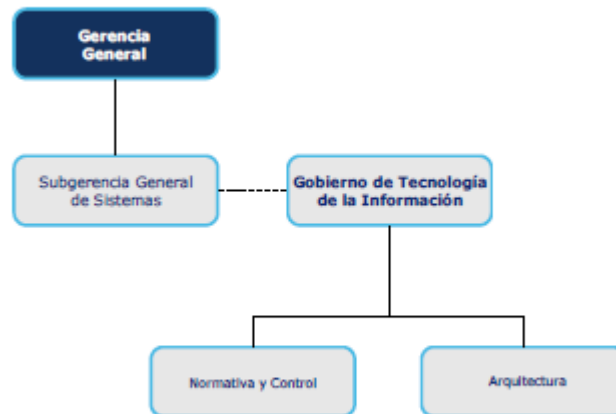 Gerencia
General
Subgerencia General
de Sistemas
Gobierno de Tecnología
de la Información
Normativa y Control
Arquitectura